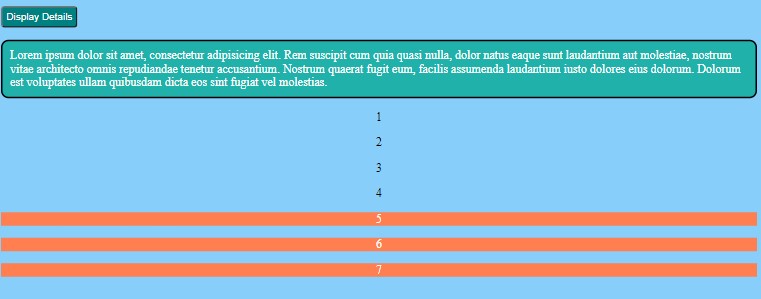 Display Details
Lorem ipsum dolor sit amet, consectetur adipisicing elit. Rem suscipit cum quia quasi nulla, dolor natus eaque sunt laudantium aut molestiae, nostrum
vitae architecto omnis repudiandae tenetur accusantium. Nostrum quaerat fugit eum, facilis assumenda laudantium iusto dolores eius dolorum. Dolorum
est voluptates ullam quibusdam dicta eos sint fugiat vel molestias.
1
2
3
4
5
6
7